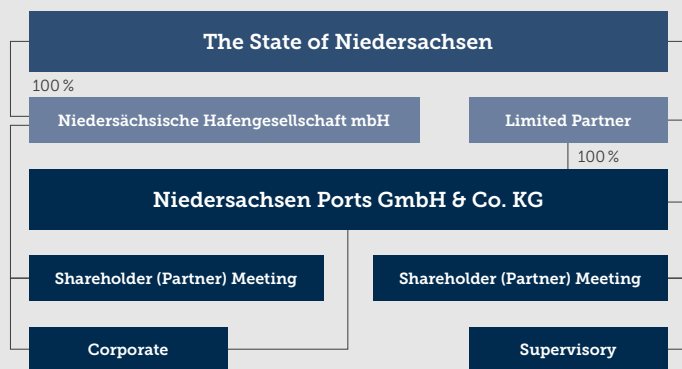 The State of Niedersachsen
100 %
Niedersächsische Hafengesellschaft mbH
Limited Partner
100 %
Niedersachsen Ports GmbH & Co. KG
Shareholder (Partner) Meeting
Shareholder (Partner) Meeting
Corporate
Supervisory